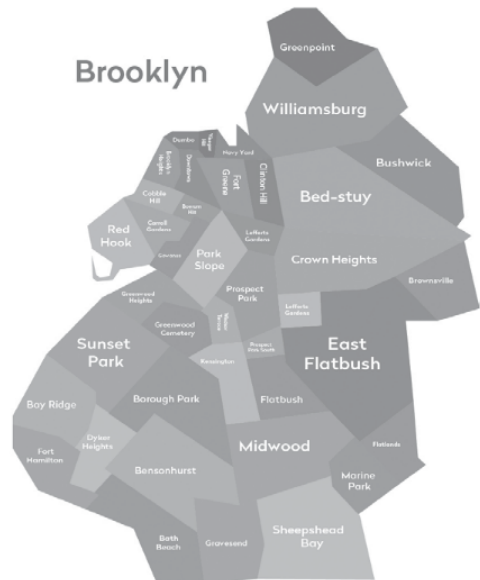 Greenpoint
Brooklyn
Williamsburg
Dumbo
Vinegar
Hill
Navy Yard
Bushwick
Brooklyn
Heights
Downtown
Fort
Greene
Clinton Hill
Cobble
Hill
Boerum
Hill
Bed-stuy
Red
Hook
Carroll
Gardens
Gowanus
Park
Slope
Lefferts
Gardens
Crown Heights
Prospect
Park
Brownsville
Greenwood
Heights
Lefferts
Gardens
Greenwood
Cemetery
Windsor
Terrace
Sunset
Park
Prospect
Park South
East
Flatbush
Kensington
Borough Park
Flatbush
Bay Ridge
Dyker
Heights
Midwood
Flatlands
Fort
Hamilton
Bensonhurst
Marine
Park
Bath
Beach
Gravesend
Sheepshead
Bay